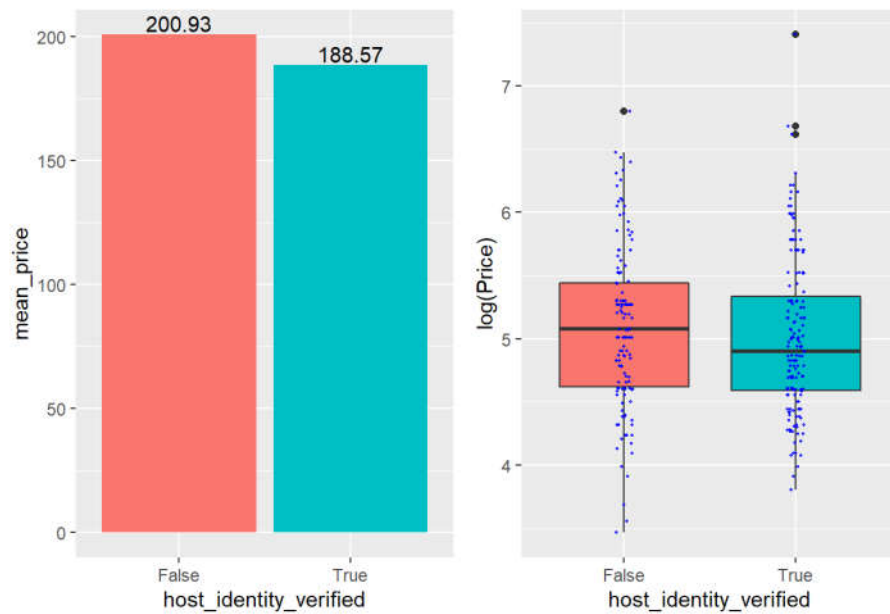 200.93
188.57
200
150
100
50
0
mean_price
False True
host_identity_verified
7
6
5
4
log(Price)
False True
host_identity_verified